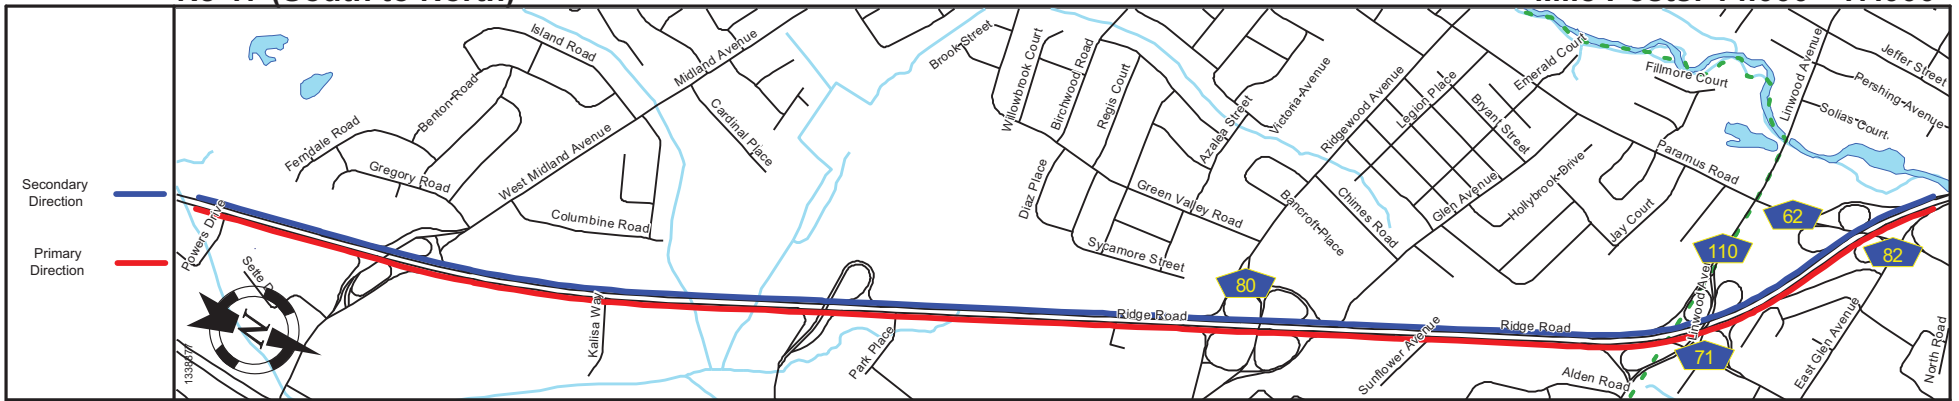 Secondary
Direction
Primary
Direction
Island Road
Midland Avenue
Brook Street
Willowbrook Court
Birchwood Road
Regis Court
Victoria Avenue
Ridgewood Avenue
Legion Place
Bryant Street
Emerald Court
Fillmore Court
Linwood Avenue
Jeffer Street
Pershing Avenue
Solias Court
Benton Road
Ferndale Road
Gregory Road
West Midland Avenue
Cardinal Place
Azalea Street
Paramus Road
Diaz Place
Green Valley Road
Bancroft Place
Chimes Road
Glen Avenue
Hollybrook Drive
Jay Court
Columbine Road
Sycamore Street
Powers Drive
62
110
82
80
Linwood Ave
Ridge Road
Ridge Road
Kalisa Way
Park Place
Sunflower Avenue
71
Alden Road
East Glen Avenue
North Road
N